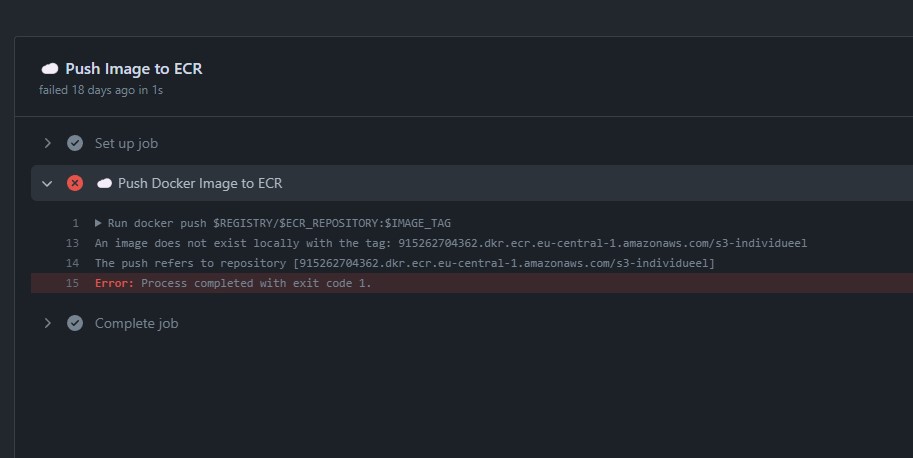 Push Image to ECR
failed 18 days ago in 1s
Set up job
Push Docker Image to ECR
1 Run docker push $REGISTRY/$ECR_REPOSITORY:$IMAGE_TAG
13 An image does not exist locally with the tag: 915262704362.dkr.ecr.eu-central-1.amazonaws.com/s3-individueel
14 The push refers to repository [915262704362.dkr.ecr.eu-central-1.amazonaws.com/s3-individueel]
15 Error: Process completed with exit code 1.
Complete job